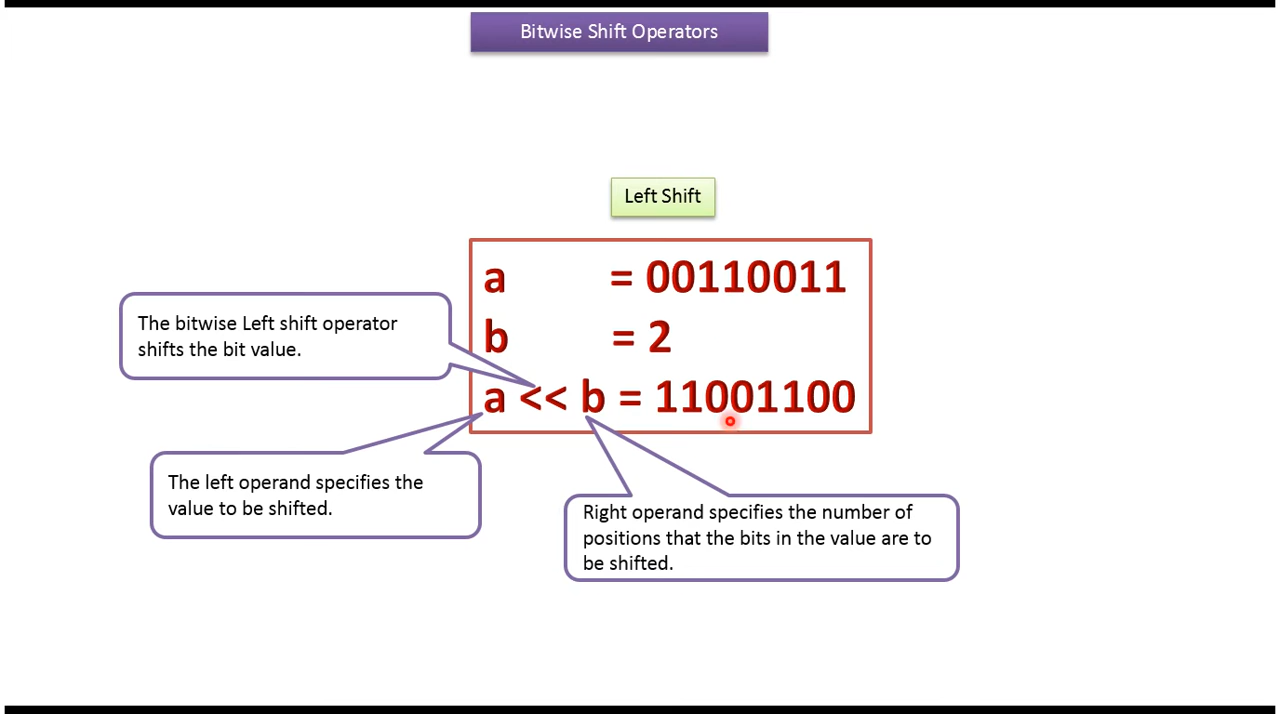 Bitwise Shift Operators
Left Shift
a = 00110011
b = 2
a << b = 11001100
The bitwise Left shift operator
shifts the bit value.
The left operand specifies the
value to be shifted.
Right operand specifies the number of
positions that the bits in the value are to
be shifted.